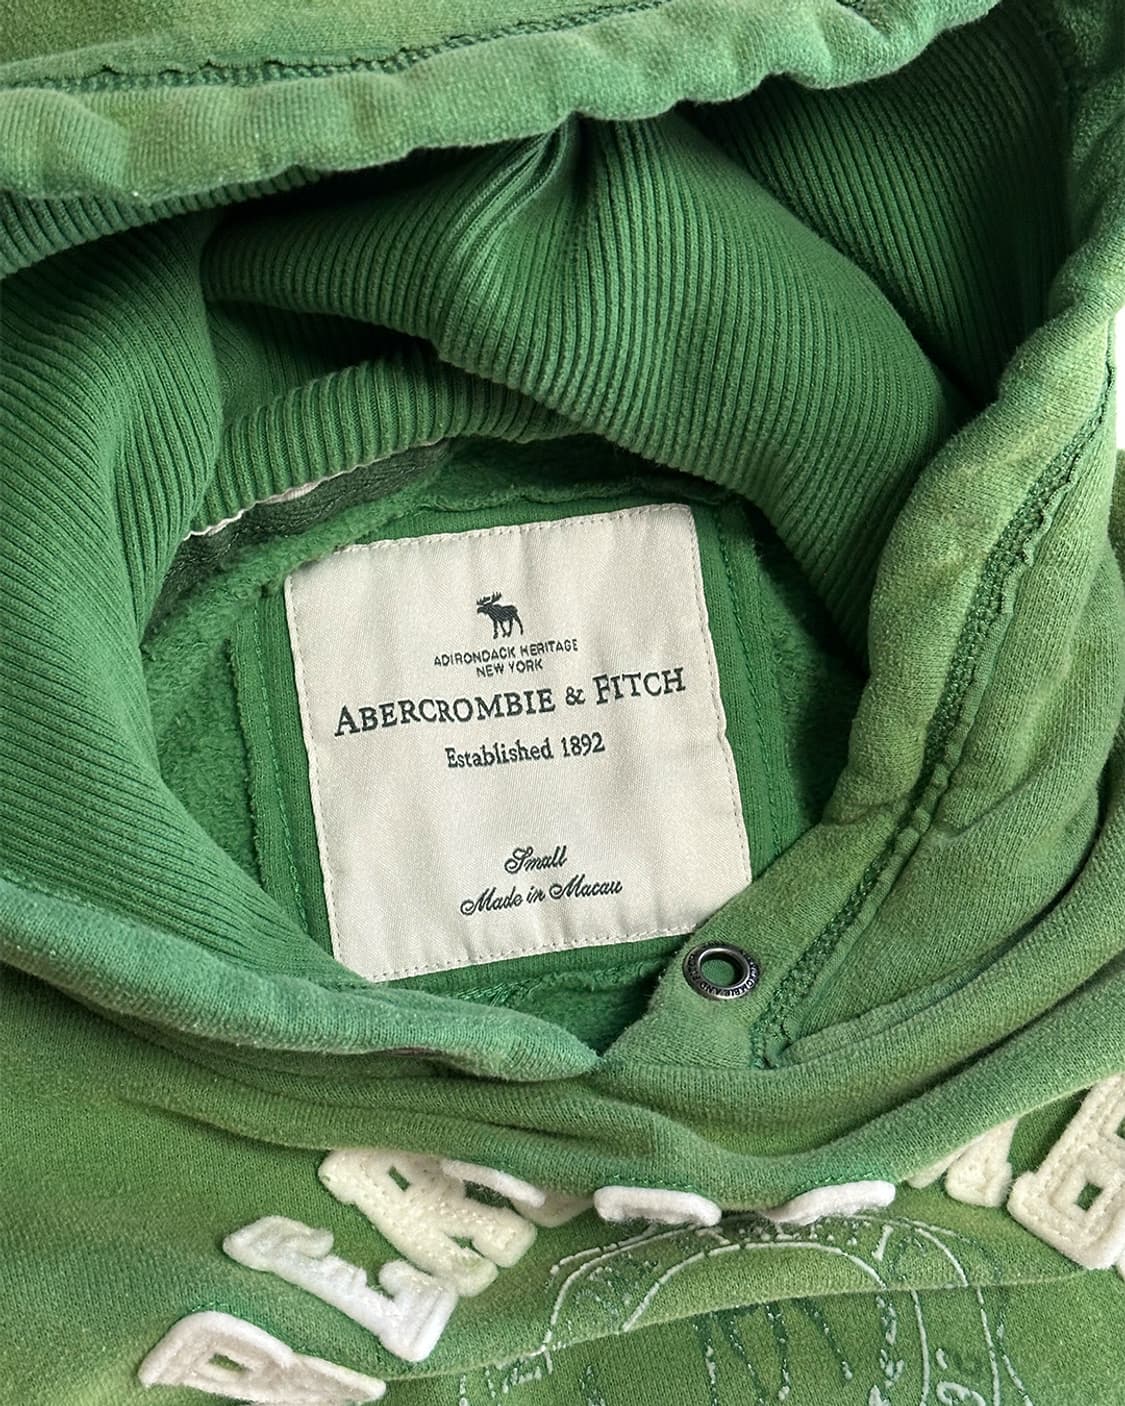 ADIRONDACK HERITAGE
NEW YORK
ABERCROMBIE & FITCH
Established 1892
Small
Made in Macau